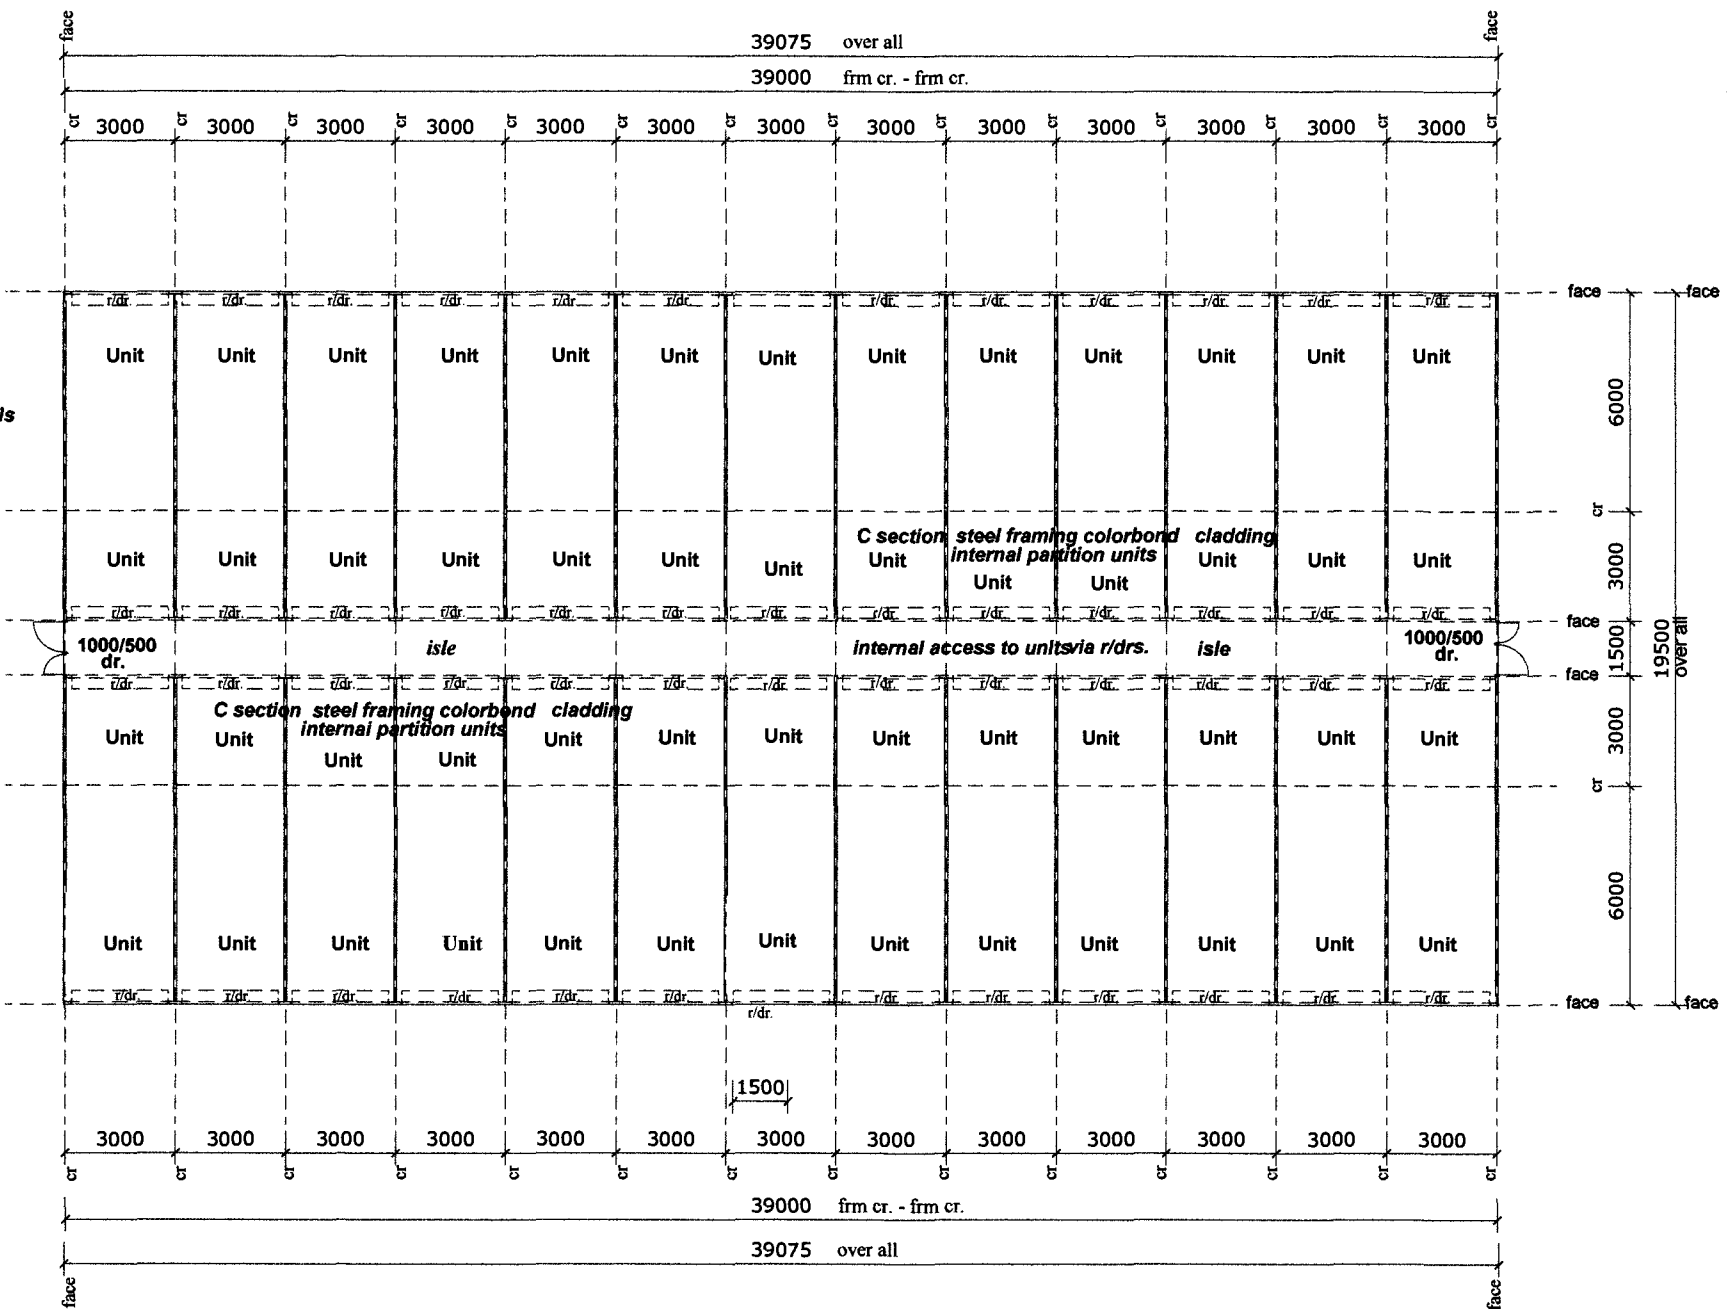 face face
39075 over all
39000 frm cr. - frm cr.
cr cr cr cr cr cr cr cr cr cr cr cr cr cr
3000 3000 3000 3000 3000 3000 3000 3000 3000 3000 3000 3000 3000
r/dr. r/dr. r/dr. r/dr. r/dr. r/dr. r/dr. r/dr. r/dr. r/dr. r/dr. r/dr. face face
Unit Unit Unit Unit Unit Unit Unit Unit Unit Unit Unit Unit Unit
6000
ls
cr
C section steel framing colorbond cladding
internal partition units
Unit Unit Unit Unit Unit Unit Unit Unit Unit Unit Unit Unit Unit
3000
r/dr. r/dr. r/dr. r/dr. r/dr. r/dr. r/dr. r/dr. r/dr. r/dr. r/dr. r/dr. r/dr. face
1000/500
dr.
isle
internal access to units via r/drs.
isle
1000/500
dr.
1500
19500
over all
r/dr. r/dr. r/dr. r/dr. r/dr. r/dr. r/dr. r/dr. r/dr. r/dr. r/dr. r/dr. r/dr. face
C section steel framing colorbond cladding
internal partition units
Unit Unit Unit Unit Unit Unit Unit Unit Unit Unit Unit Unit Unit
3000
cr
6000
Unit Unit Unit Unit Unit Unit Unit Unit Unit Unit Unit Unit Unit
r/dr. r/dr. r/dr. r/dr. r/dr. r/dr. r/dr. r/dr. r/dr. r/dr. r/dr. r/dr. face face
r/dr.
1500
3000 3000 3000 3000 3000 3000 3000 3000 3000 3000 3000 3000 3000
cr cr cr cr cr cr cr cr cr cr cr cr cr cr
39000 frm cr. - frm cr.
39075 over all
face face